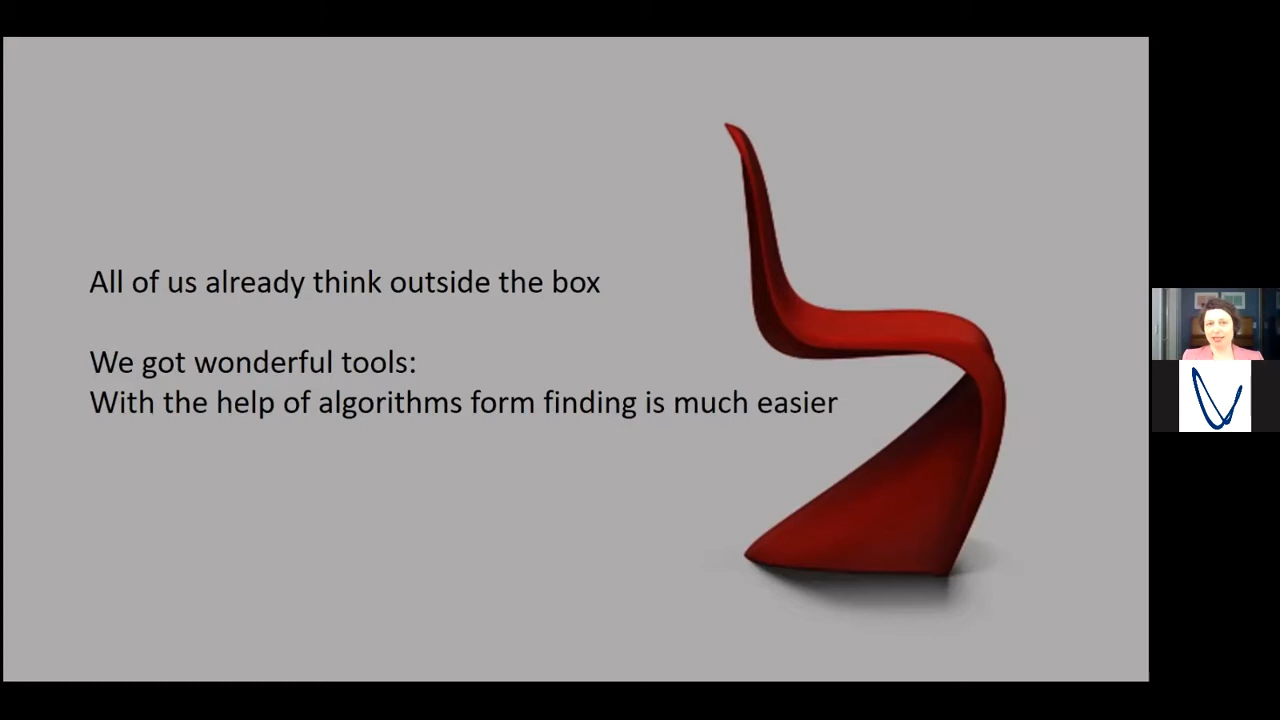 All of us already think outside the box
We got wonderful tools:
With the help of algorithms form finding is much easier